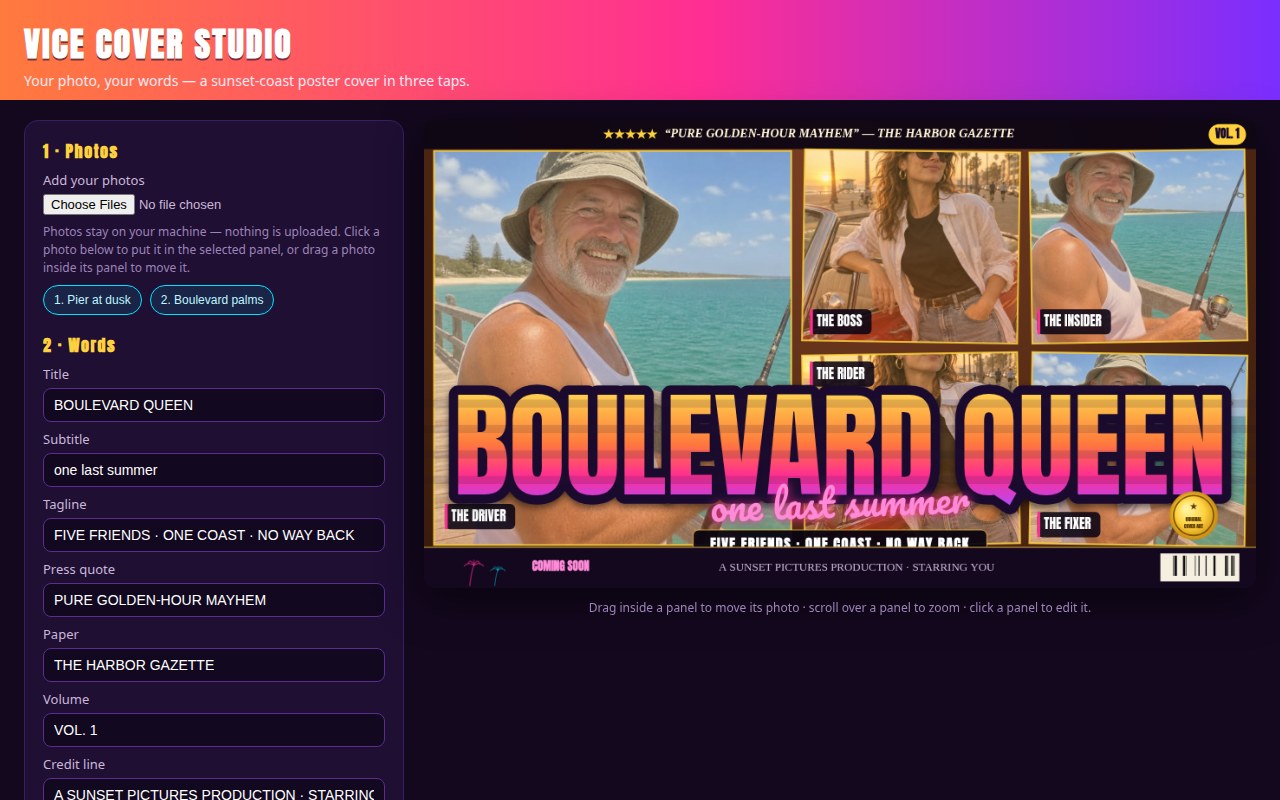 VICE COVER STUDIO
Your photo, your words — a sunset-coast poster cover in three taps.
1 · Photos
Add your photos
Choose Files No file chosen
Photos stay on your machine — nothing is uploaded. Click a
photo below to put it in the selected panel, or drag a photo
inside its panel to move it.
1. Pier at dusk
2. Boulevard palms
2 · Words
Title
BOULEVARD QUEEN
Subtitle
one last summer
Tagline
FIVE FRIENDS · ONE COAST · NO WAY BACK
Press quote
PURE GOLDEN-HOUR MAYHEM
Paper
THE HARBOR GAZETTE
Volume
VOL. 1
Credit line
A SUNSET PICTURES PRODUCTION · STARRING
★★★★★ “PURE GOLDEN-HOUR MAYHEM” — THE HARBOR GAZETTE
VOL. 1
THE BOSS
THE INSIDER
THE RIDER
BOULEVARD QUEEN
one last summer
THE DRIVER
THE FIXER
FIVE FRIENDS · ONE COAST · NO WAY BACK
COMING SOON
A SUNSET PICTURES PRODUCTION · STARRING YOU
Drag inside a panel to move its photo · scroll over a panel to zoom · click a panel to edit it.